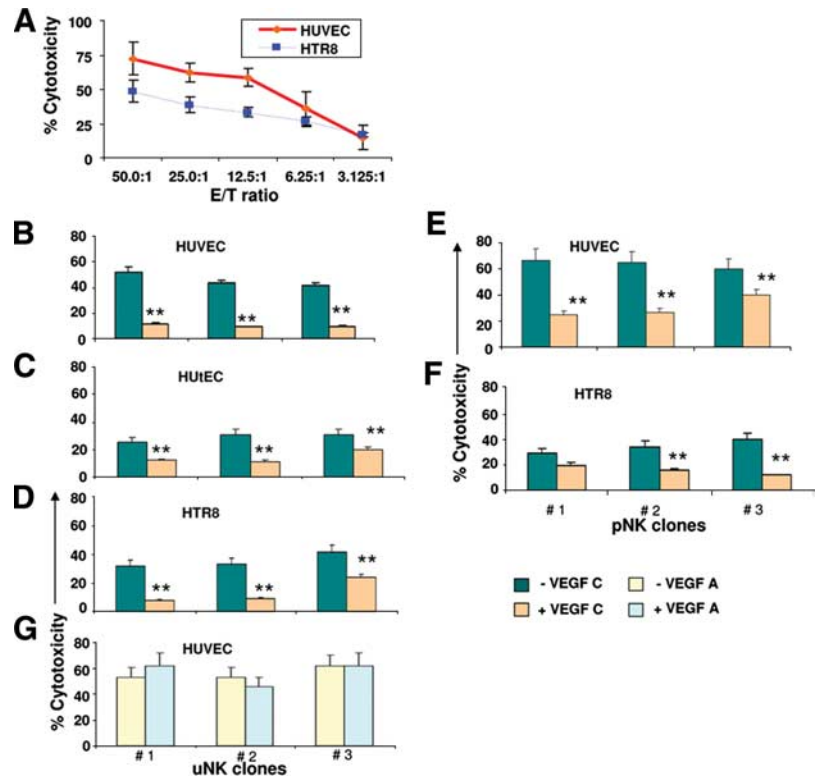 A
100
75
50
25
0
% Cytotoxicity
HUVEC
HTR8
50.0:1 25.0:1 12.5:1 6.25:1 3.125:1
E/T ratio
B
HUVEC
80
60
40
20
0
** ** **
C
HUtEC
80
60
40
20
0
** ** **
D
HTR8
80
60
40
20
0
** ** **
G
HUVEC
80
60
40
20
0
% Cytotoxicity
# 1 # 2 # 3
uNK clones
E
HUVEC
80
60
40
20
0
** ** **
F
HTR8
80
60
40
20
0
** **
% Cytotoxicity
# 1 # 2 # 3
pNK clones
- VEGF C - VEGF A
+ VEGF C + VEGF A